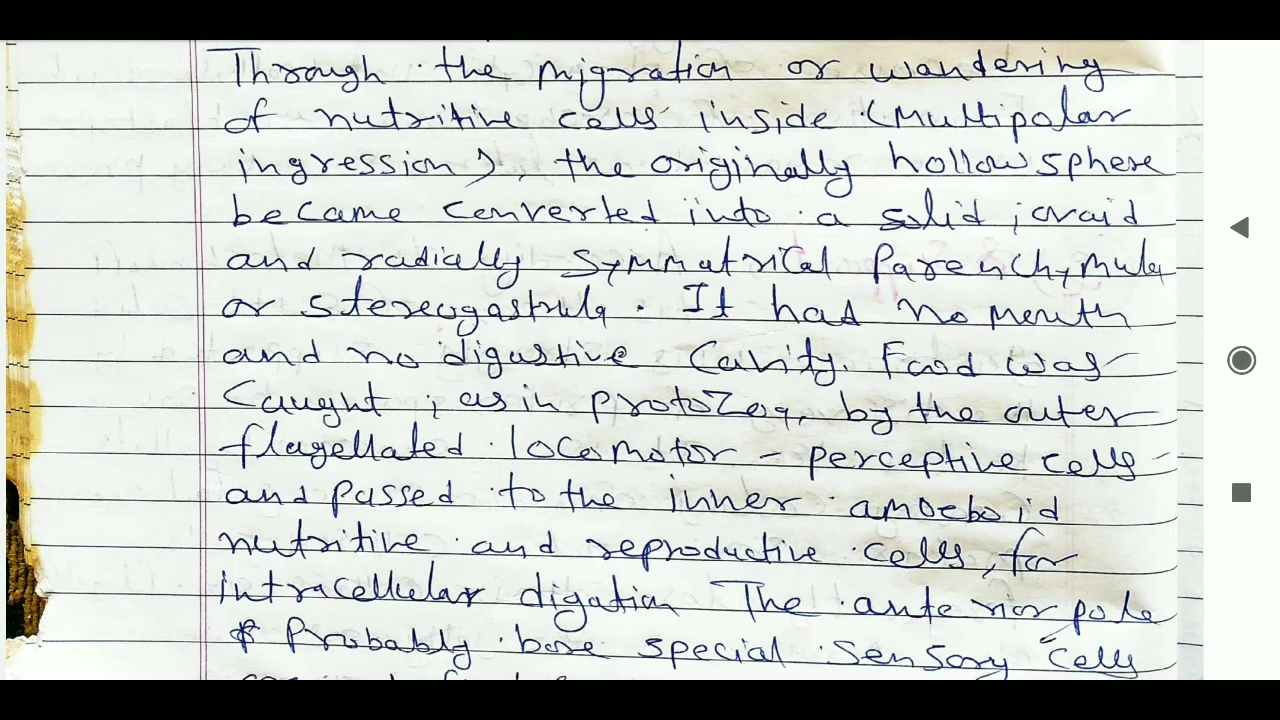 Through the migration or wandering
of nutritive cells inside (Multipolar
ingression), the originally hollow sphere
became converted into a solid, ovoid
and radially symmatrical Parenchymula
or stereogastrula. It had no mouth
and no digastive Cavity. Food was
Caught, as in protozoa, by the outer
flagellated locomotor - perceptive cells
and passed to the inner amoeboid
nutritive and reproductive cells, for
intracellular digation The anterior pole
Probably bore special sensory cells